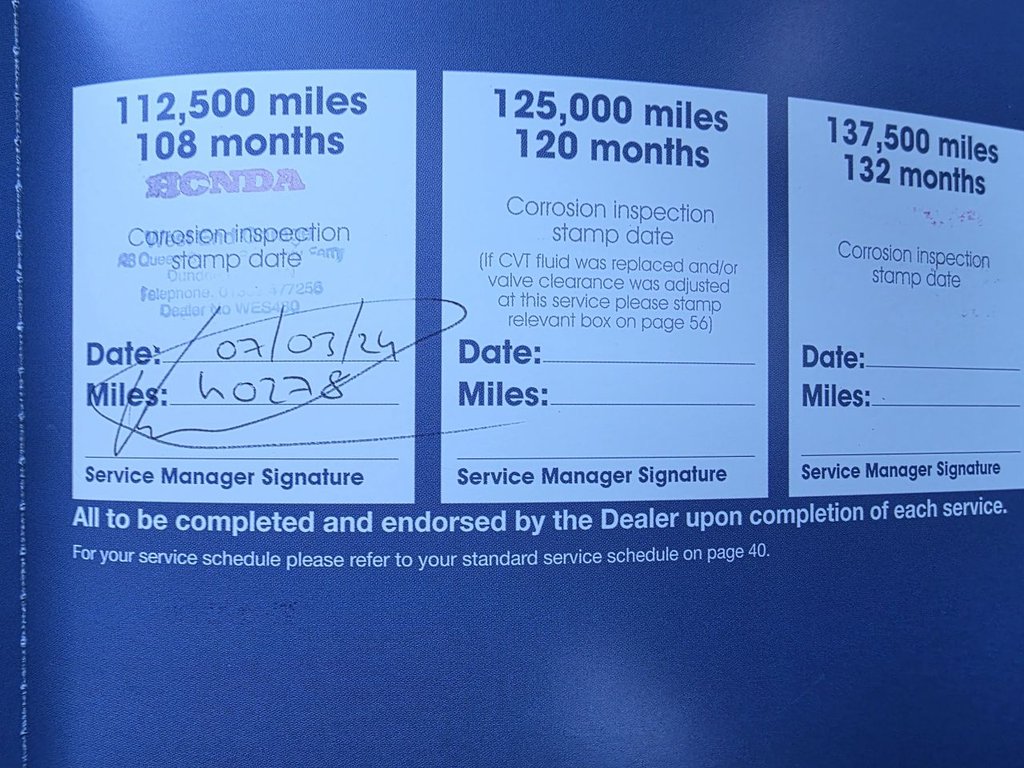 112,500 miles
108 months
HONDA
Corrosion inspection
stamp date
Telephone.
Dealer No WES
Date: 07/03/24
Miles: 40278
Service Manager Signature
125,000 miles
120 months
Corrosion inspection
stamp date
(If CVT fluid was replaced and/or
valve clearance was adjusted
at this service please stamp
relevant box on page 56)
Date:
Miles:
Service Manager Signature
137,500 miles
132 months
Corrosion inspection
stamp date
Date:
Miles:
Service Manager Signature
All to be completed and endorsed by the Dealer upon completion of each service.
For your service schedule please refer to your standard service schedule on page 40.